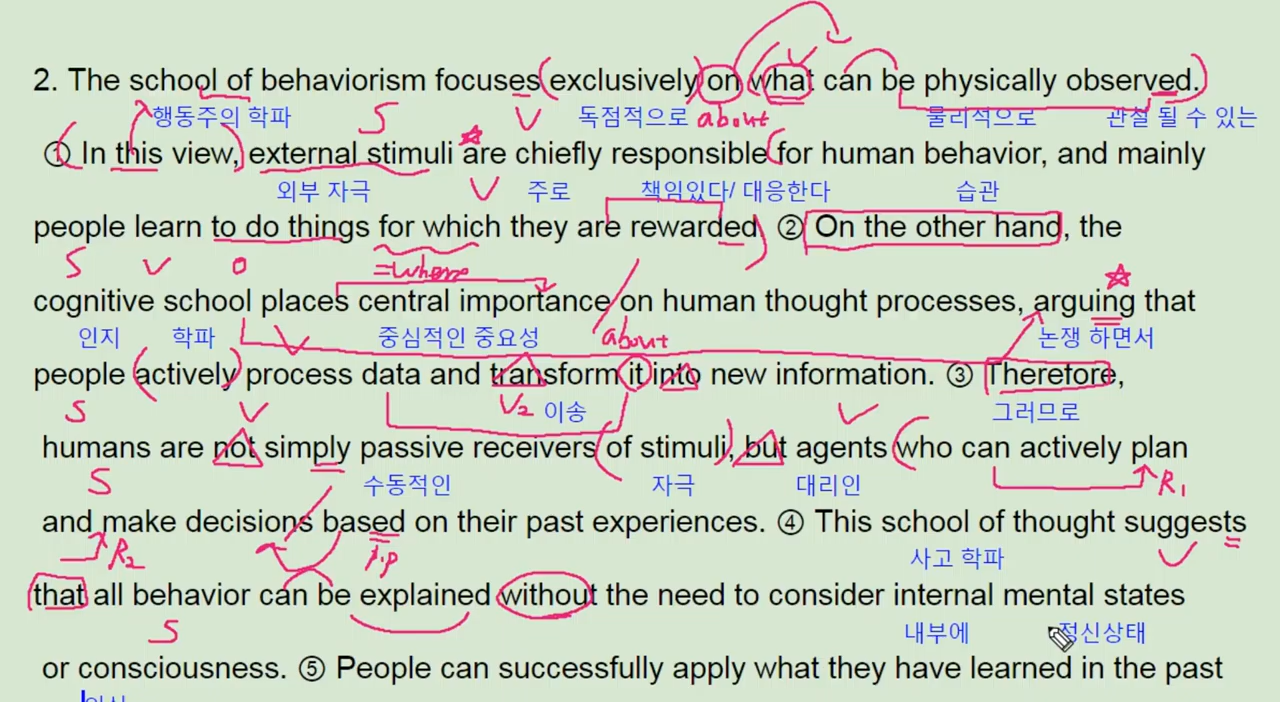 2. The school of behaviorism focuses exclusively on what can be physically observed.
행동주의 학파 S V 독점적으로 about 물리적으로 관찰 될 수 있는
① In this view, external stimuli are chiefly responsible for human behavior, and mainly
외부 자극 V 주로 책임있다/ 대응한다 습관
people learn to do things for which they are rewarded. ② On the other hand, the
S V O =where
cognitive school places central importance on human thought processes, arguing that
인지 학파 V 중심적인 중요성 about 논쟁 하면서
people actively process data and transform it into new information. ③ Therefore,
S V V2 이송 V 그러므로
humans are not simply passive receivers of stimuli, but agents who can actively plan
S 수동적인 자극 대리인 R1
and make decisions based on their past experiences. ④ This school of thought suggests
R2 p.p 사고 학파 V
that all behavior can be explained without the need to consider internal mental states
S 내부에 정신상태
or consciousness. ⑤ People can successfully apply what they have learned in the past